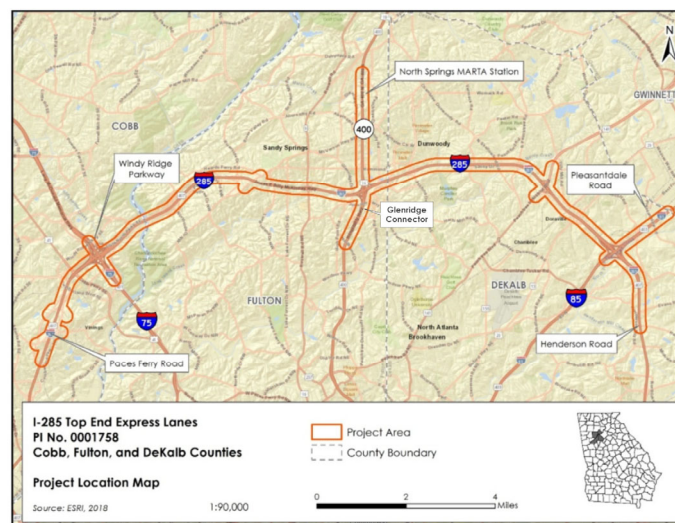 N
North Springs MARTA Station
GWINNETT
COBB
400
Sandy Springs
Dunwoody
Windy Ridge
Parkway
285
285
Pleasantdale
Road
Glenridge
Connector
Doraville
Chamblee
DEKALB
FULTON
85
75
Vinings
North Atlanta
Brookhaven
Henderson Road
Paces Ferry Road
I-285 Top End Express Lanes
PI No. 0001758
Cobb, Fulton, and DeKalb Counties
Project Location Map
Source: ESRI, 2018
1:90,000
Project Area
County Boundary
0 2 4
Miles